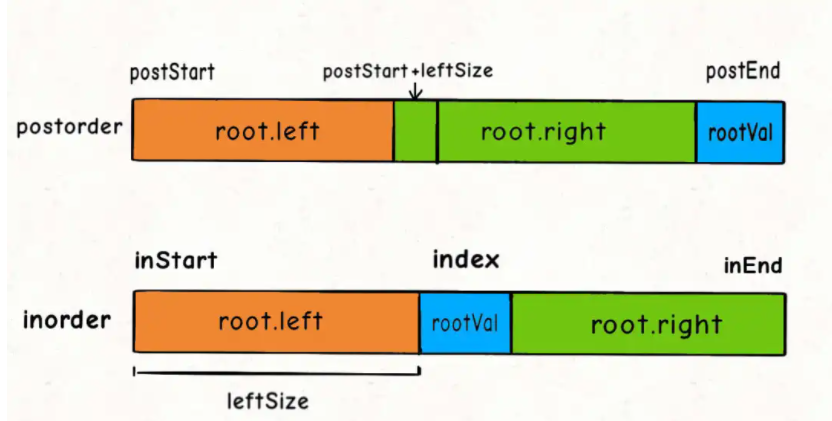 postStart postStart+leftSize postEnd
postorder root.left root.right rootVal
inStart index inEnd
inorder root.left rootVal root.right
leftSize